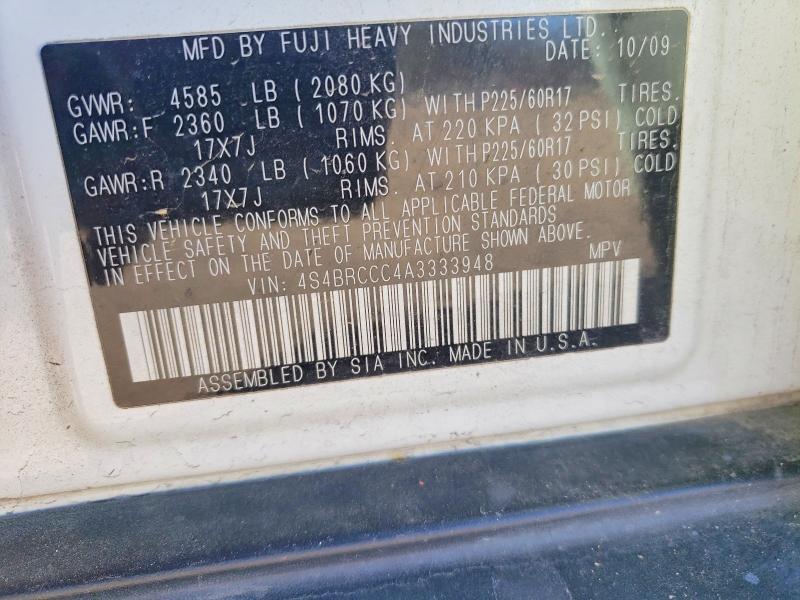 MFD BY FUJI HEAVY INDUSTRIES LTD.
DATE: 10/09
GVWR: 4585 LB ( 2080 KG)
GAWR:F 2360 LB ( 1070 KG) WITH P225/60R17 TIRES.
17X7J RIMS. AT 220 KPA ( 32 PSI) COLD
GAWR:R 2340 LB ( 1060 KG) WITH P225/60R17 TIRES.
17X7J RIMS. AT 210 KPA ( 30 PSI) COLD
THIS VEHICLE CONFORMS TO ALL APPLICABLE FEDERAL MOTOR
VEHICLE SAFETY AND THEFT PREVENTION STANDARDS
IN EFFECT ON THE DATE OF MANUFACTURE SHOWN ABOVE.
VIN: 4S4BRCCC4A3333948 MPV
ASSEMBLED BY SIA INC. MADE IN U.S.A.